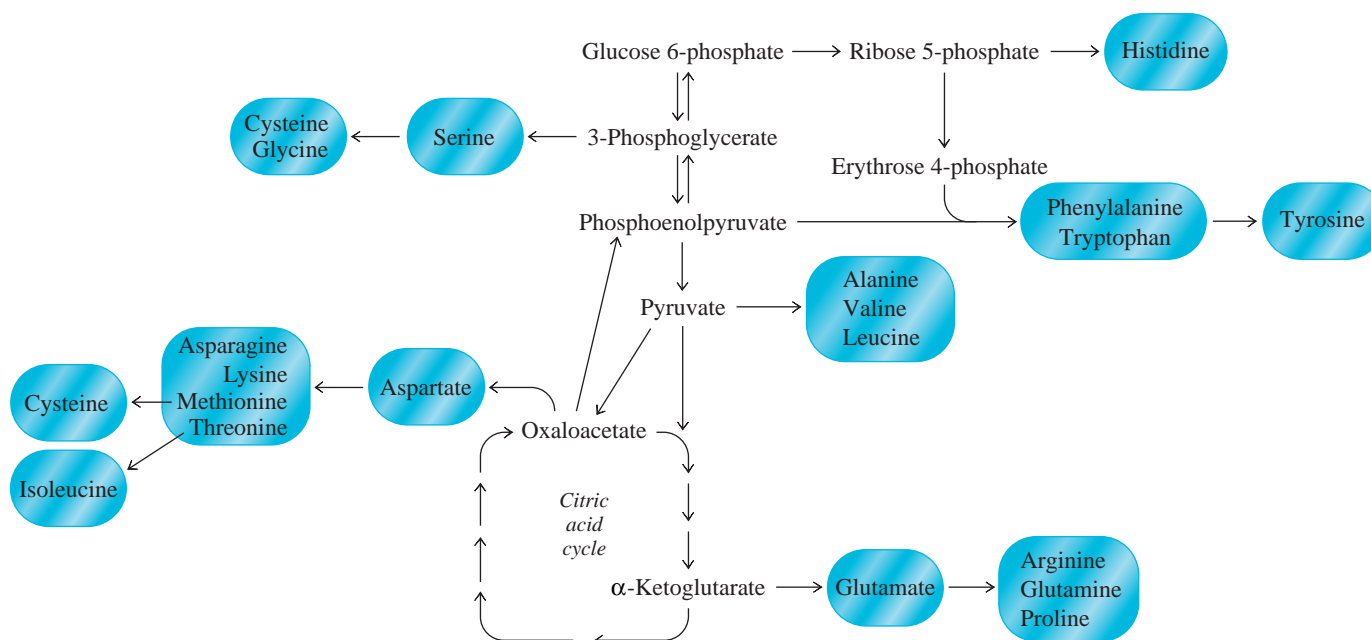 Glucose 6-phosphate
Ribose 5-phosphate
Histidine
Cysteine
Glycine
Serine
3-Phosphoglycerate
Erythrose 4-phosphate
Phosphoenolpyruvate
Phenylalanine
Tryptophan
Tyrosine
Pyruvate
Alanine
Valine
Leucine
Asparagine
Lysine
Methionine
Threonine
Aspartate
Cysteine
Isoleucine
Oxaloacetate
Citric
acid
cycle
α-Ketoglutarate
Glutamate
Arginine
Glutamine
Proline